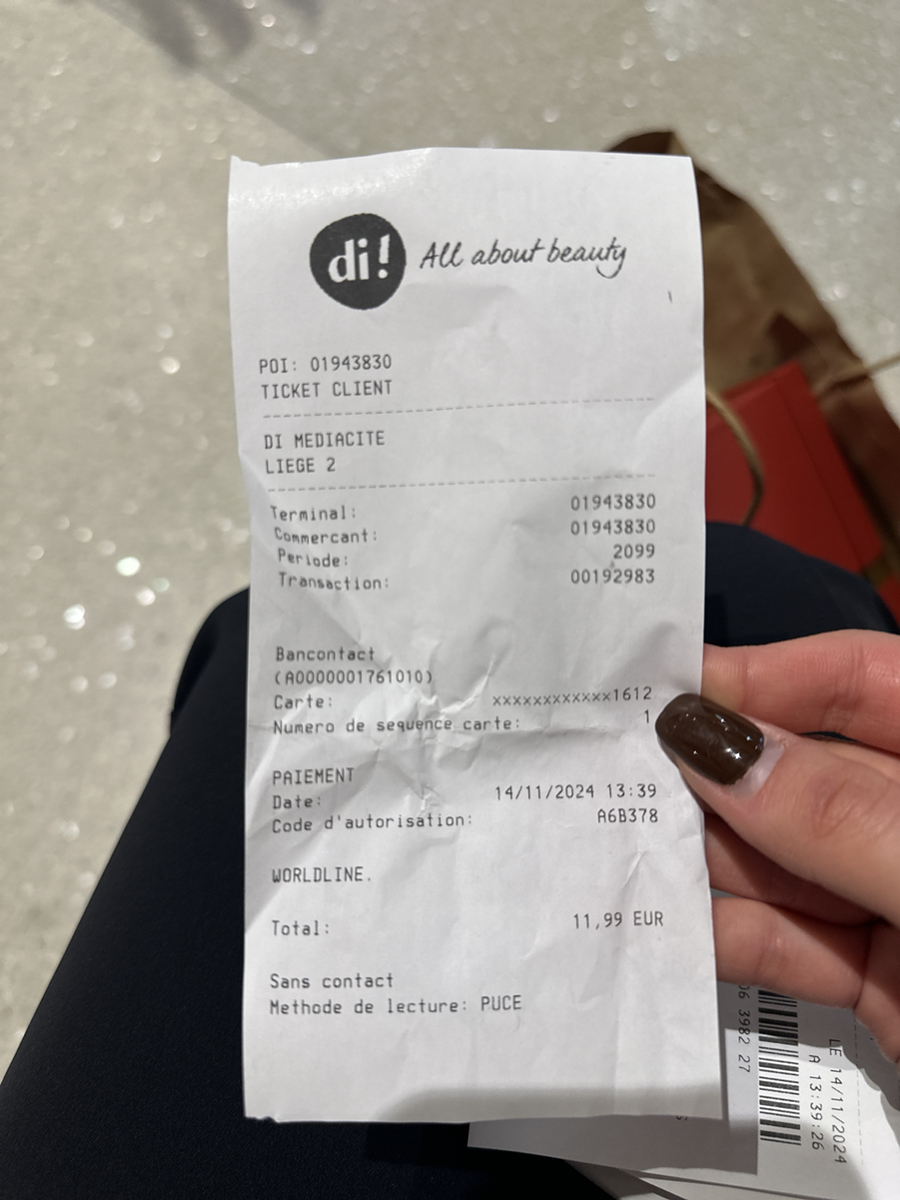 di! All about beauty
POI: 01943830
TICKET CLIENT
DI MEDIACITE
LIEGE 2
Terminal: 01943830
Commercant: 01943830
Periode: 2099
Transaction: 00192983
Bancontact
(A0000001761010)
Carte: xxxxxxxxxxxx1612
Numero de sequence carte: 1
PAIEMENT
Date: 14/11/2024 13:39
Code d'autorisation: A6B378
WORLDLINE.
Total: 11,99 EUR
Sans contact
Methode de lecture: PUCE
LE 14/11/2024
A 13:39:26
3982 27